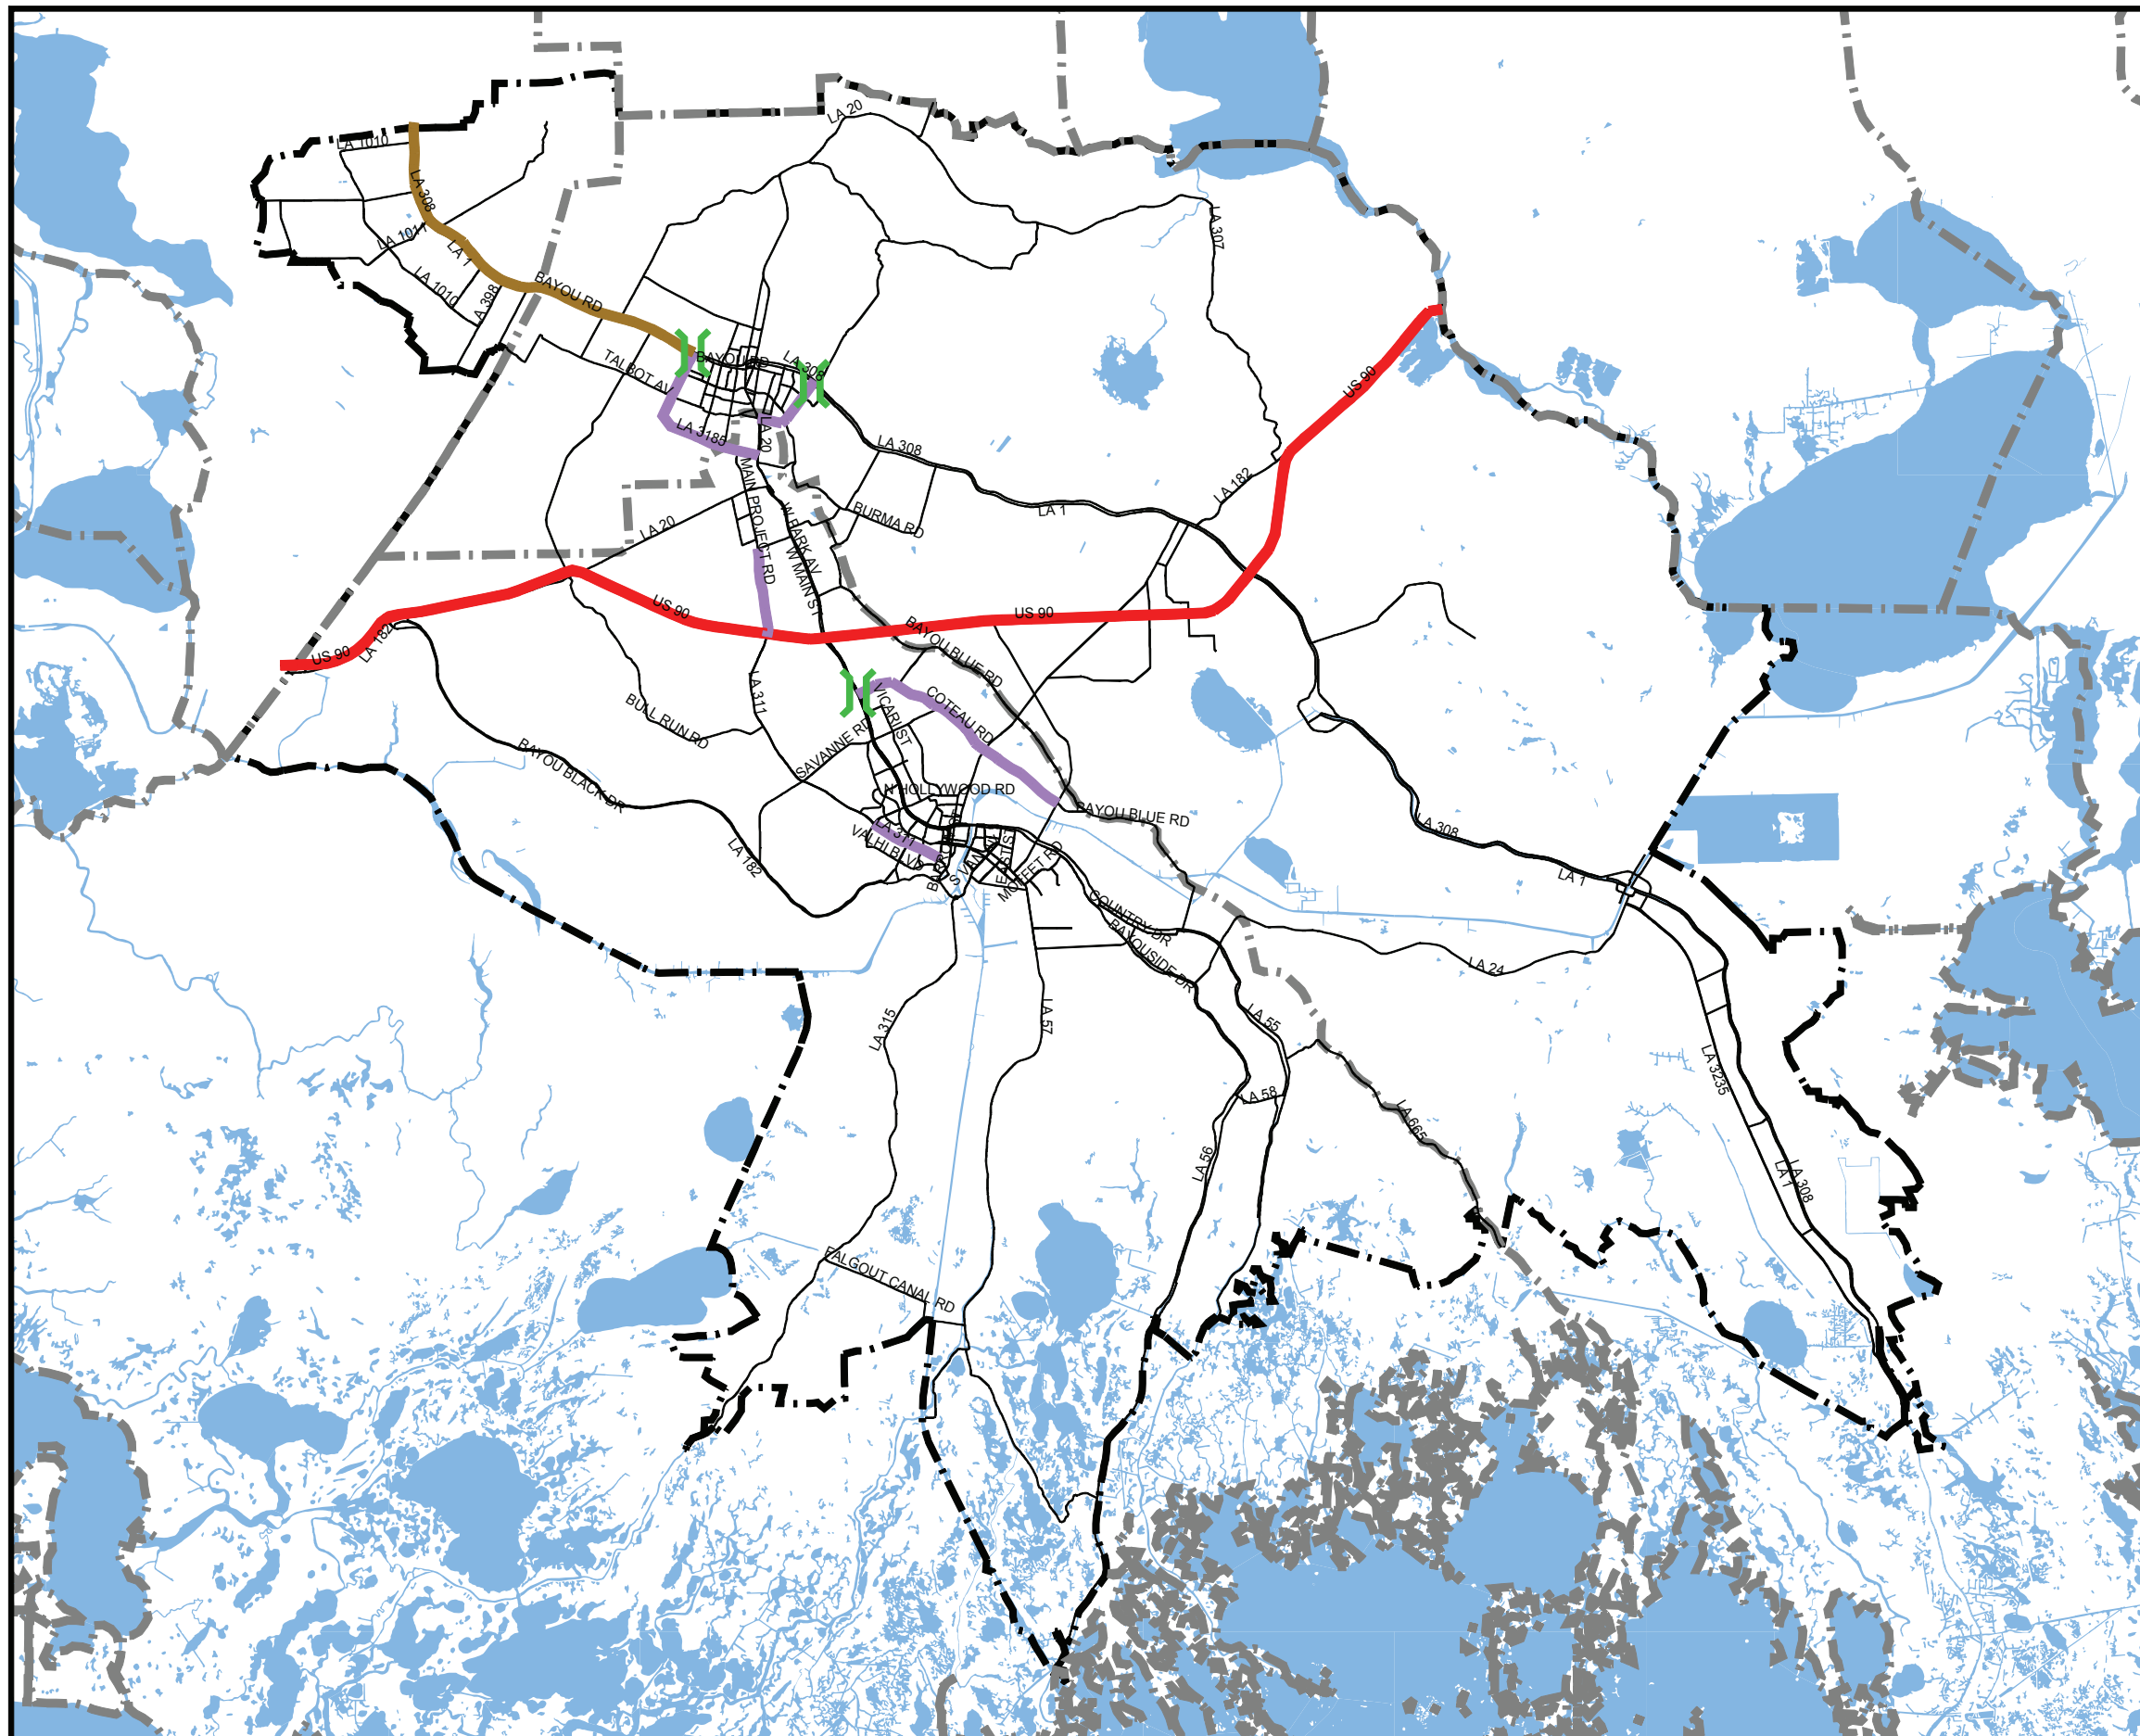 LA 20
LA 1010
LA 308
LA 307
LA 1011
LA 1
LA 1010
A 398
BAYOU RD
BAYOU RD
LA 308
TALBOT AV
US 90
LA 3185
LA 20
LA 308
MAIN PROJECT RD
LA 182
LA 1
BURMA RD
LA 20
W PARK AV
W MAIN ST
US 90
US 90
BAYOU BLUE RD
US 90
LA 182
LA 311
BULL RUN RD
VICARI ST
COTEAU RD
SAVANNE RD
BAYOU BLACK DR
N HOLLYWOOD RD
BAYOU BLUE RD
LA 308
LA 311
VALHI BLVD
LA 182
MOFFET RD
LA 1
COUNTRY DR
BAYOUSIDE DR
LA 24
LA 315
LA 57
LA 55
LA 3235
LA 58
LA 665
LA 56
LA 308
LA 1
FALGOUT CANAL RD